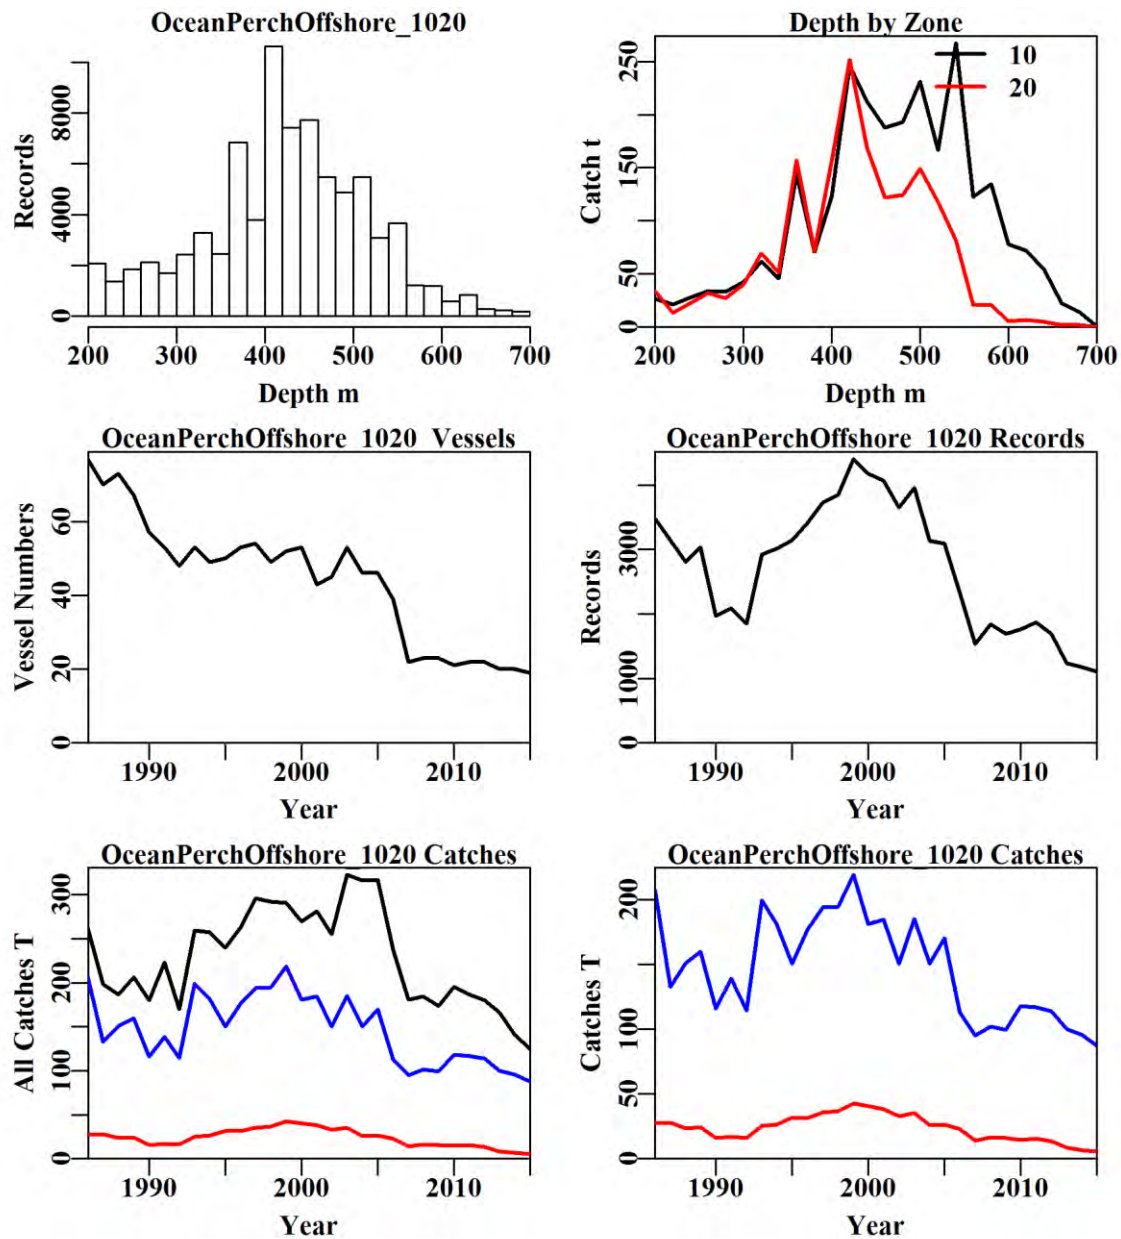 OceanPerchOffshore_1020
Records
0 4000 8000
200 300 400 500 600 700
Depth m
Depth by Zone
10
20
Catch t
0 50 150 250
200 300 400 500 600 700
Depth m
OceanPerchOffshore_1020_Vessels
Vessel Numbers
0 20 40 60
1990 2000 2010
Year
OceanPerchOffshore_1020 Records
Records
0 1000 3000
1990 2000 2010
Year
OceanPerchOffshore_1020 Catches
All Catches T
0 100 200 300
1990 2000 2010
Year
OceanPerchOffshore_1020 Catches
Catches T
0 50 100 200
1990 2000 2010
Year